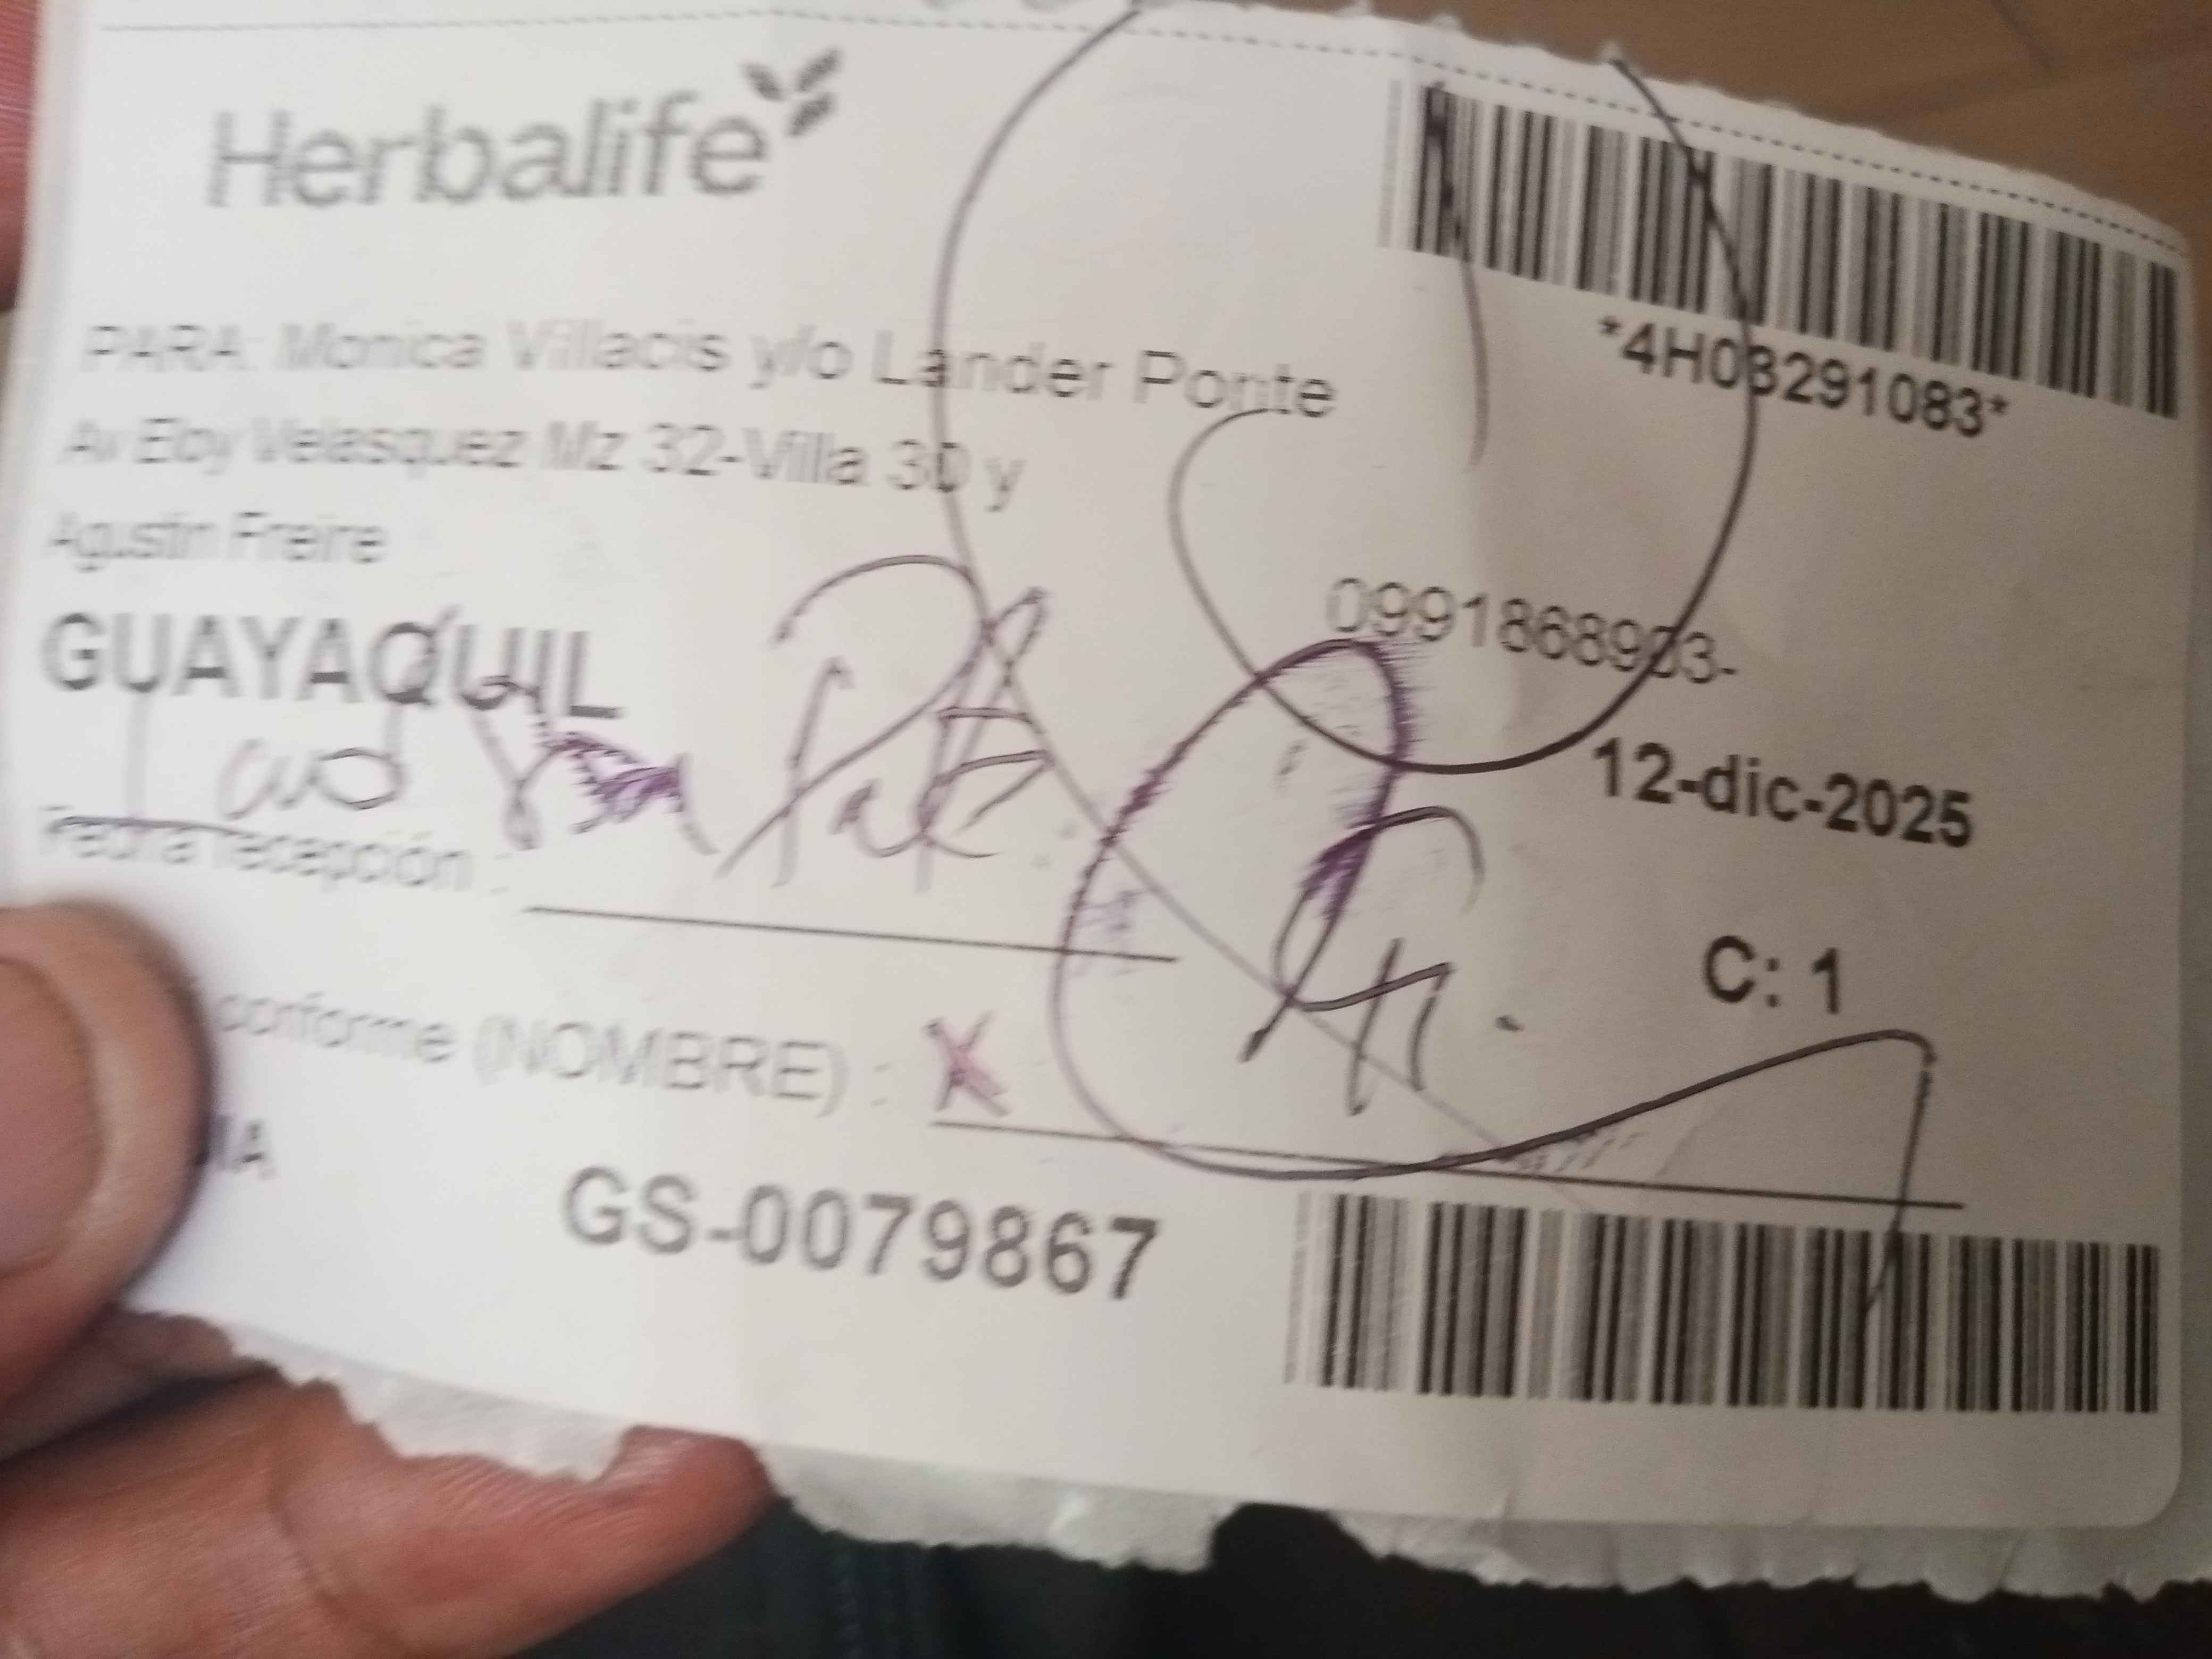 Herbalife
*4H03291083*
PARA: Monica Villacis y/o Lander Ponte
Av Eloy Velasquez Mz 32-Villa 30 y
Agustin Freire
0991868903-
GUAYAQUIL
12-dic-2025
Fecha recepción :
C: 1
conforme (NOMBRE) : X
IA
GS-0079867